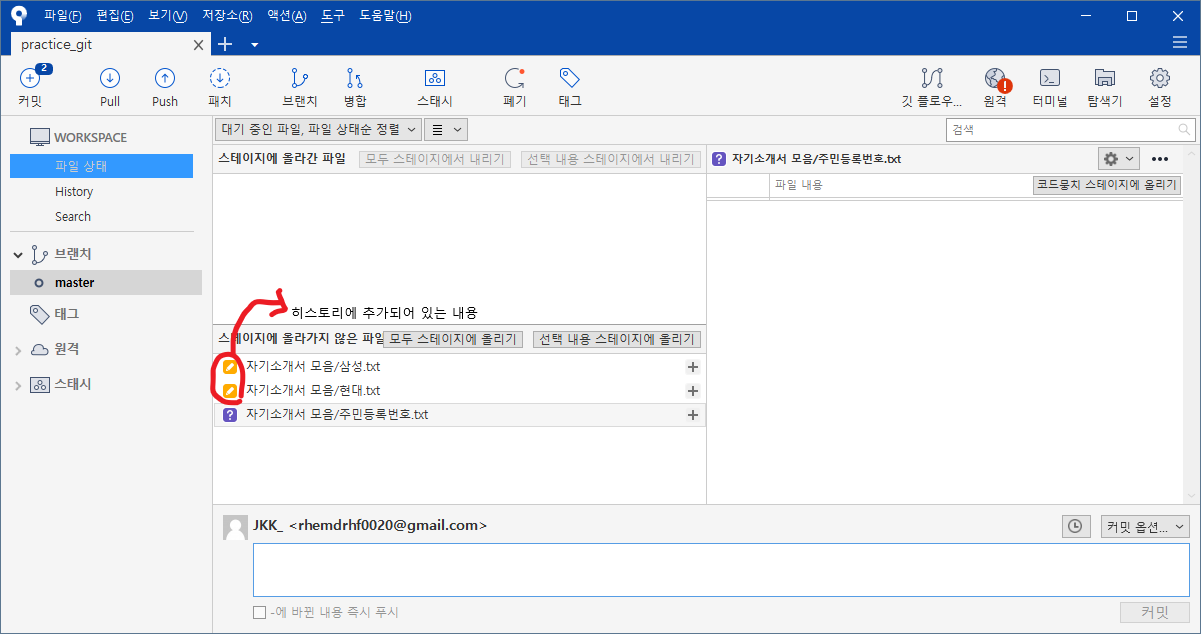 파일(F) 편집(E) 보기(V) 저장소(R) 액션(A) 도구 도움말(H)
practice_git
2
커밋 Pull Push 패치 브랜치 병합 스태시 폐기 태그 깃 플로우... 원격 터미널 탐색기 설정
WORKSPACE
파일 상태
History
Search
브랜치
master
태그
원격
스태시
대기 중인 파일, 파일 상태순 정렬
검색
스테이지에 올라간 파일 모두 스테이지에서 내리기 선택 내용 스테이지에서 내리기
히스토리에 추가되어 있는 내용
스테이지에 올라가지 않은 파일 모두 스테이지에 올리기 선택 내용 스테이지에 올리기
자기소개서 모음/삼성.txt
자기소개서 모음/현대.txt
자기소개서 모음/주민등록번호.txt
자기소개서 모음/주민등록번호.txt
파일 내용 코드뭉치 스테이지에 올리기
JKK_ <rhemdrhf0020@gmail.com>
커밋 옵션...
-에 바뀐 내용 즉시 푸시
커밋